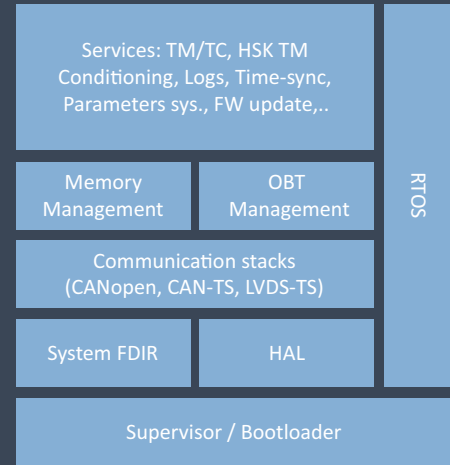 Services: TM/TC, HSK TM
Conditioning, Logs, Time-sync,
Parameters sys., FW update,..
RTOS
Memory
Management
OBT
Management
Communication stacks
(CANopen, CAN-TS, LVDS-TS)
System FDIR
HAL
Supervisor / Bootloader